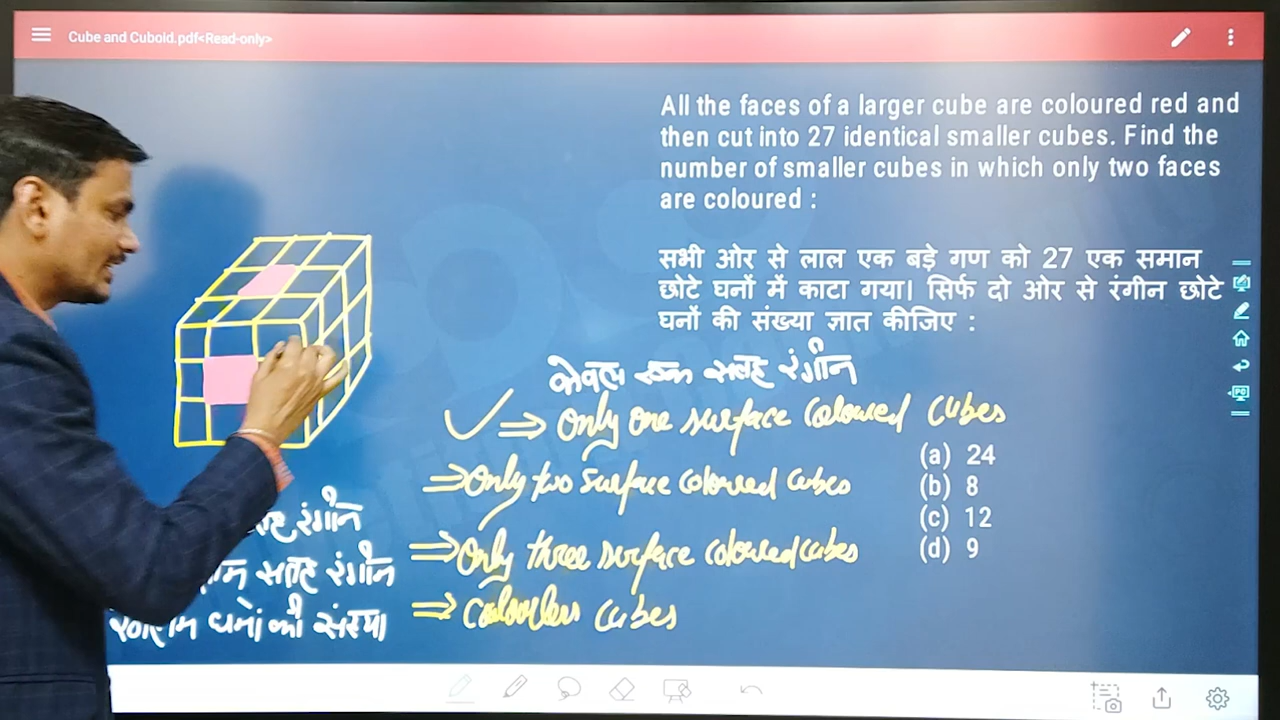 Cube and Cuboid.pdf<Read-only>
All the faces of a larger cube are coloured red and
then cut into 27 identical smaller cubes. Find the
number of smaller cubes in which only two faces
are coloured :
सभी ओर से लाल एक बड़े गण को 27 एक समान
छोटे घनों में काटा गया। सिर्फ दो ओर से रंगीन छोटे
घनों की संख्या ज्ञात कीजिए :
केवल एक सतह रंगीन
⇒ Only one surface coloured cubes
(a) 24
⇒ Only two surface coloured cubes
(b) 8
(c) 12
रंगीन
⇒ Only three surface coloured cubes
(d) 9
सतह रंगीन
⇒ colourless cubes
घनों की संख्या